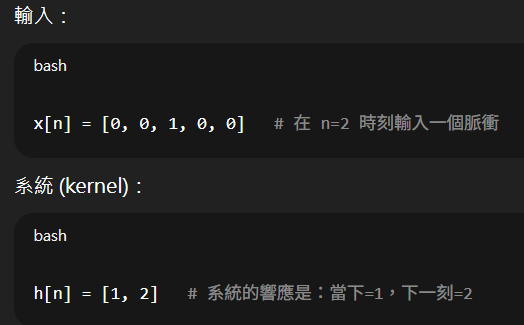 輸入：
bash
x[n] = [0, 0, 1, 0, 0]   # 在 n=2 時刻輸入一個脈衝
系統 (kernel)：
bash
h[n] = [1, 2]   # 系統的響應是：當下=1，下一刻=2